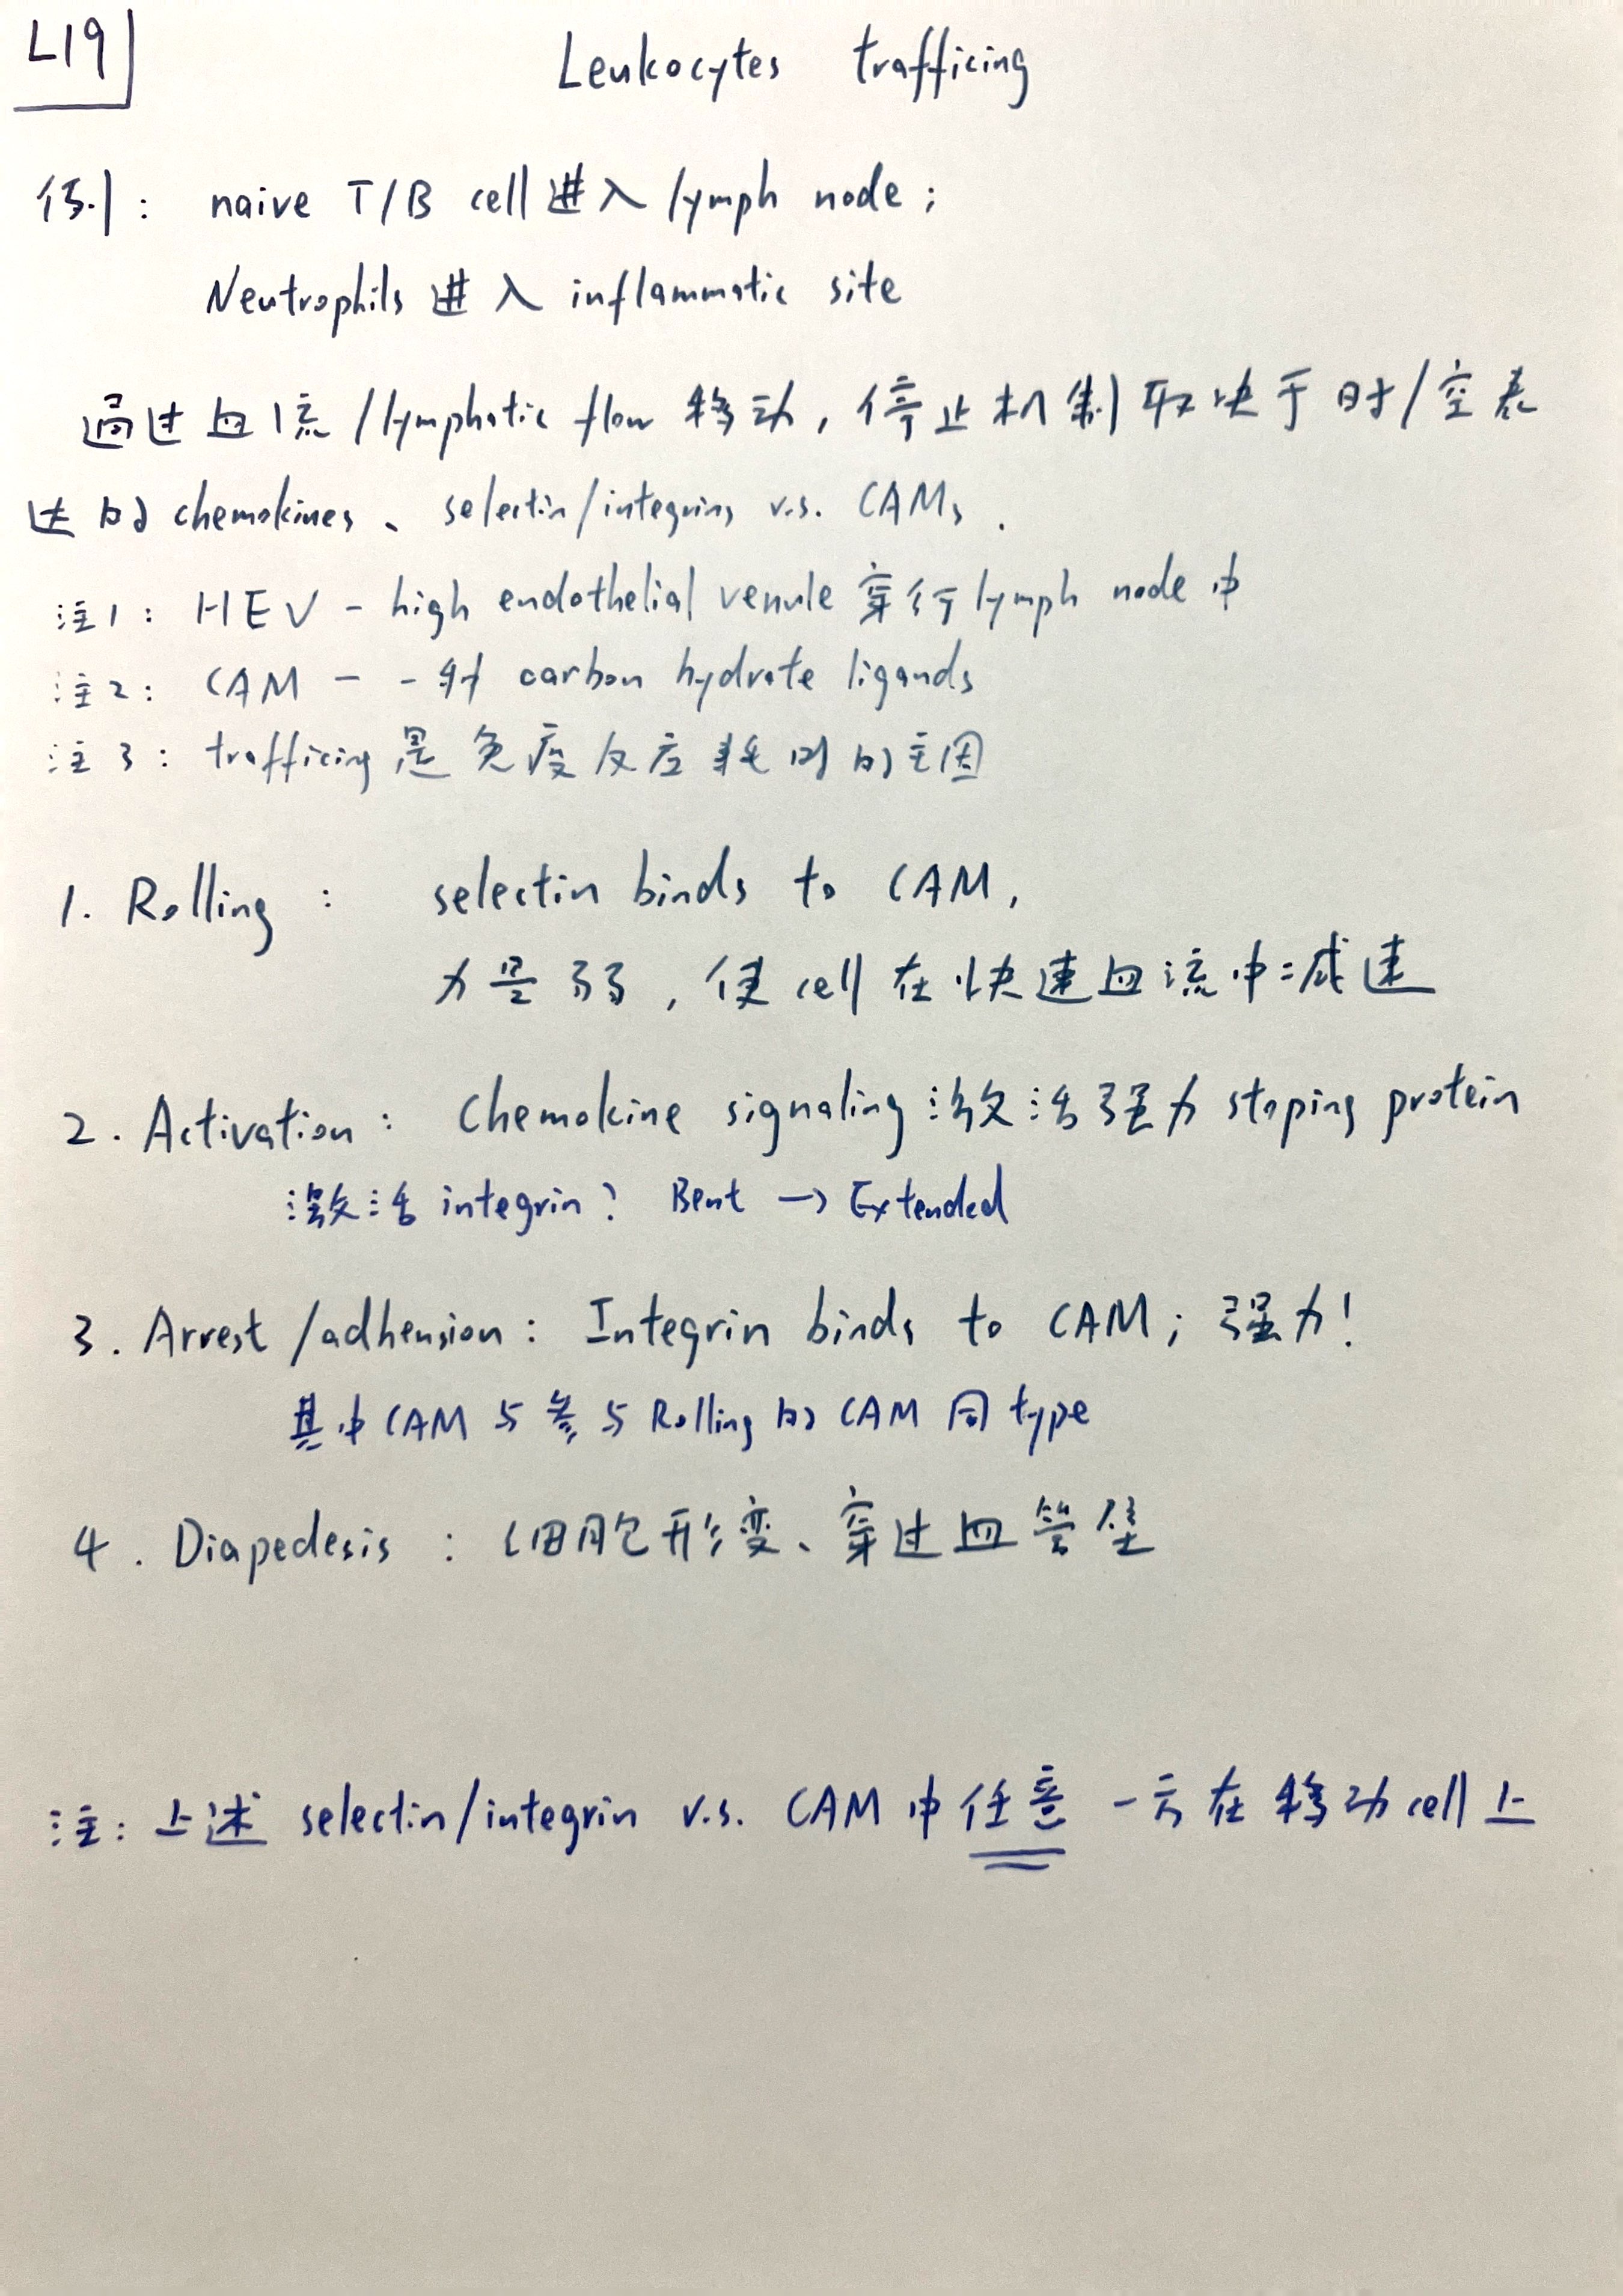 L19
Leukocytes trafficing
例: naive T/B cell 进入 lymph node;
Neutrophils 进入 inflammatic site
通过血流/lymphatic flow 移动, 停止机制取决于时/空表
达的 chemokines、selectin/integrins v.s. CAMs.
注1: HEV - high endothelial venule 穿行 lymph node 中
注2: CAM - 一种 carbon hydrate ligands
注3: trafficing 是免疫反应耗时的主因
1. Rolling: selectin binds to CAM,
力量弱, 使 cell 在快速血流中减速
2. Activation: Chemokine signaling 激活强力 stoping protein
激活 integrin? Bent → Extended
3. Arrest /adhension: Integrin binds to CAM; 强力!
其中 CAM 与参与 Rolling 的 CAM 同 type
4. Diapedesis: 细胞形变、穿过血管壁
注: 上述 selectin/integrin v.s. CAM 中任意一方在移动 cell 上